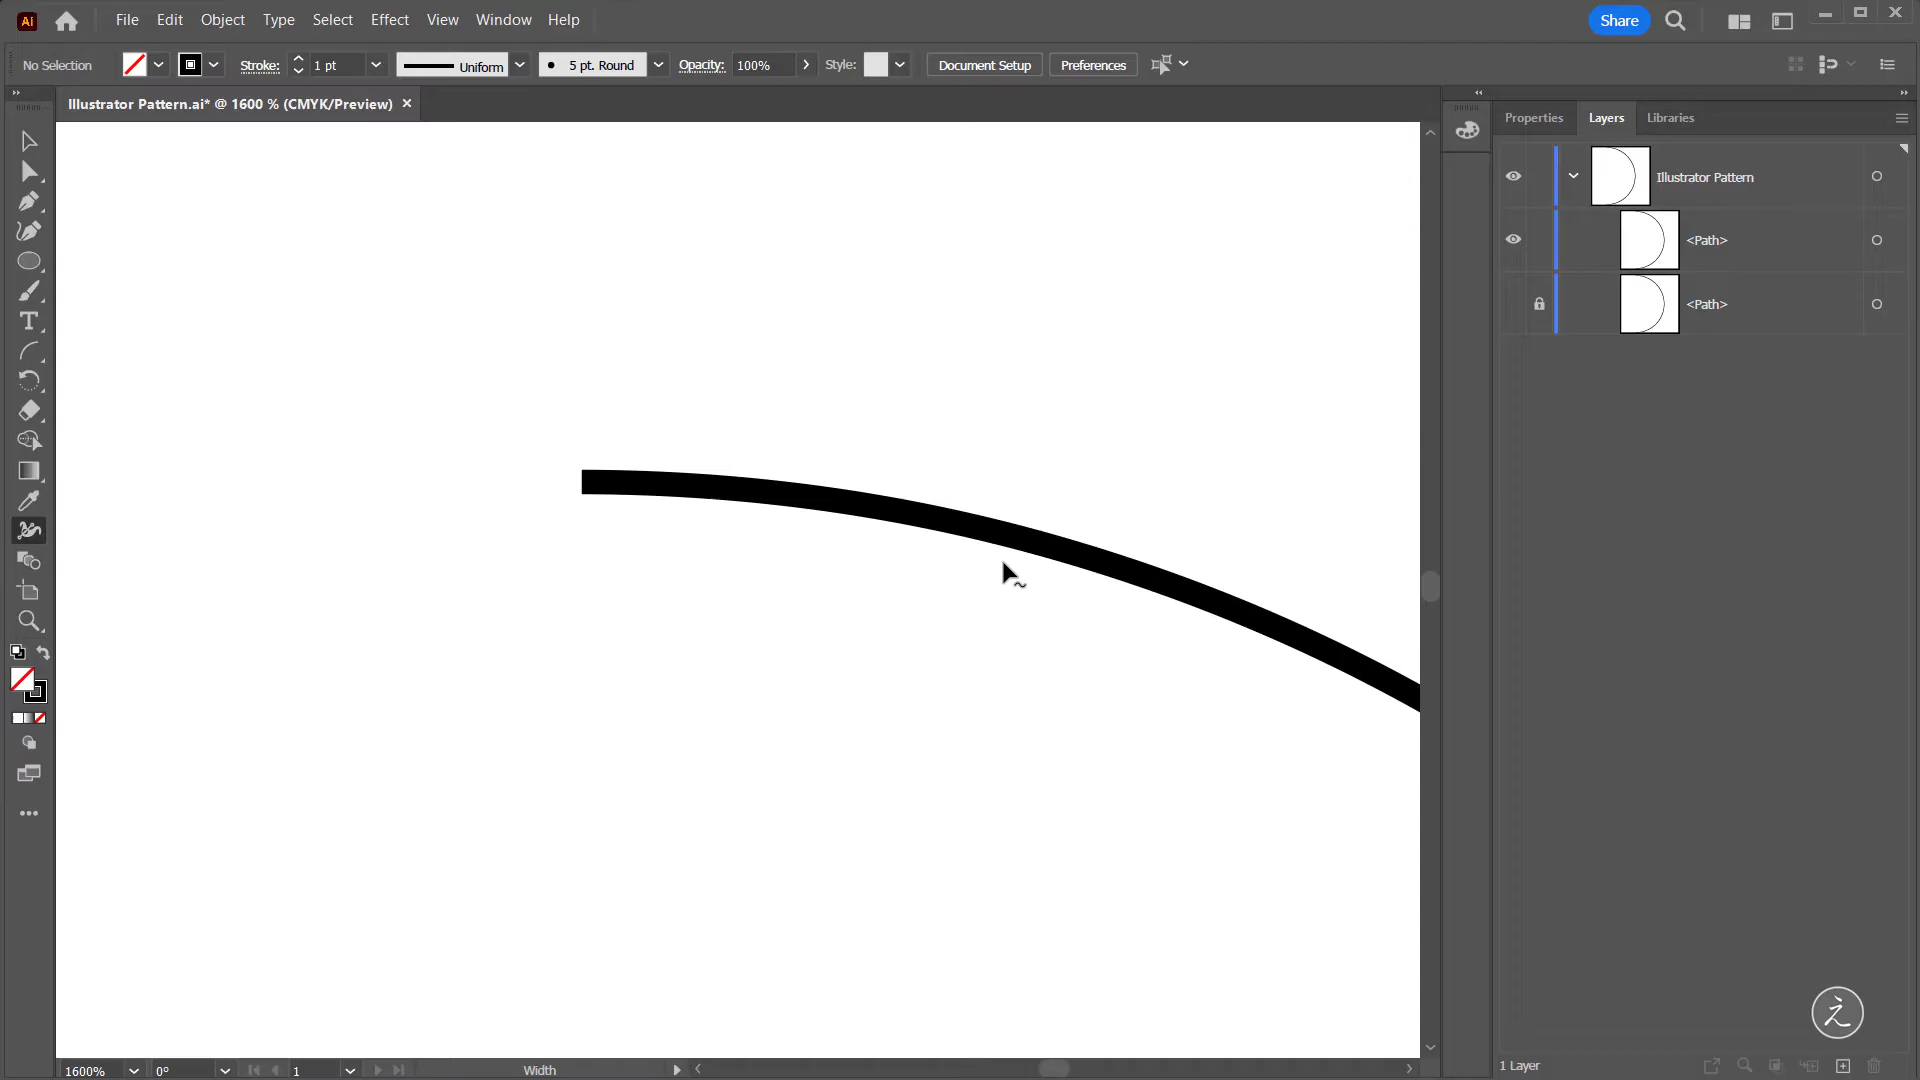 Ai File Edit Object Type Select Effect View Window Help Share
No Selection Stroke: 1 pt Uniform 5 pt. Round Opacity: 100% Style: Document Setup Preferences
Illustrator Pattern.ai* @ 1600 % (CMYK/Preview) ×
Properties Layers Libraries
Illustrator Pattern
<Path>
<Path>
1600% 0° 1 Width
1 Layer